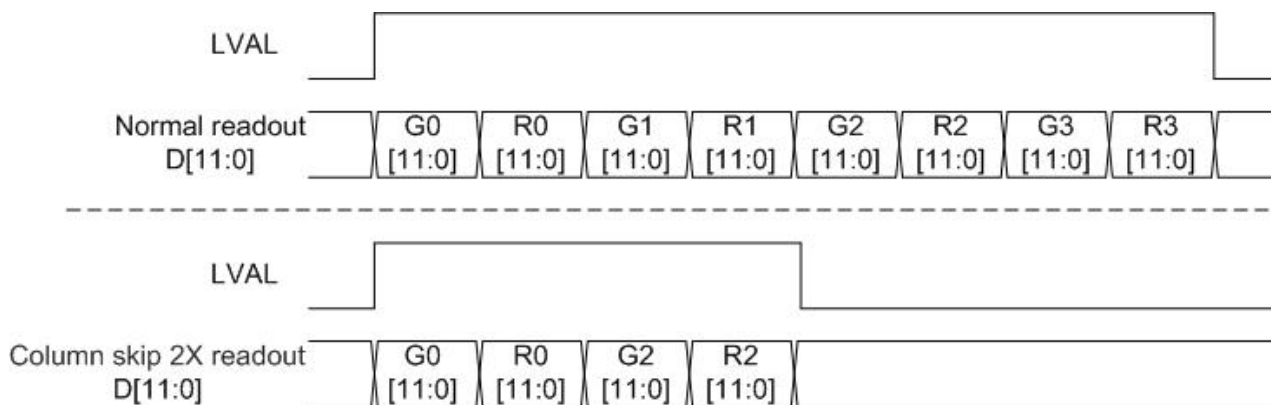 LVAL
Normal readout
D[11:0]
G0 R0 G1 R1 G2 R2 G3 R3
[11:0] [11:0] [11:0] [11:0] [11:0] [11:0] [11:0] [11:0]
LVAL
Column skip 2X readout
D[11:0]
G0 R0 G2 R2
[11:0] [11:0] [11:0] [11:0]